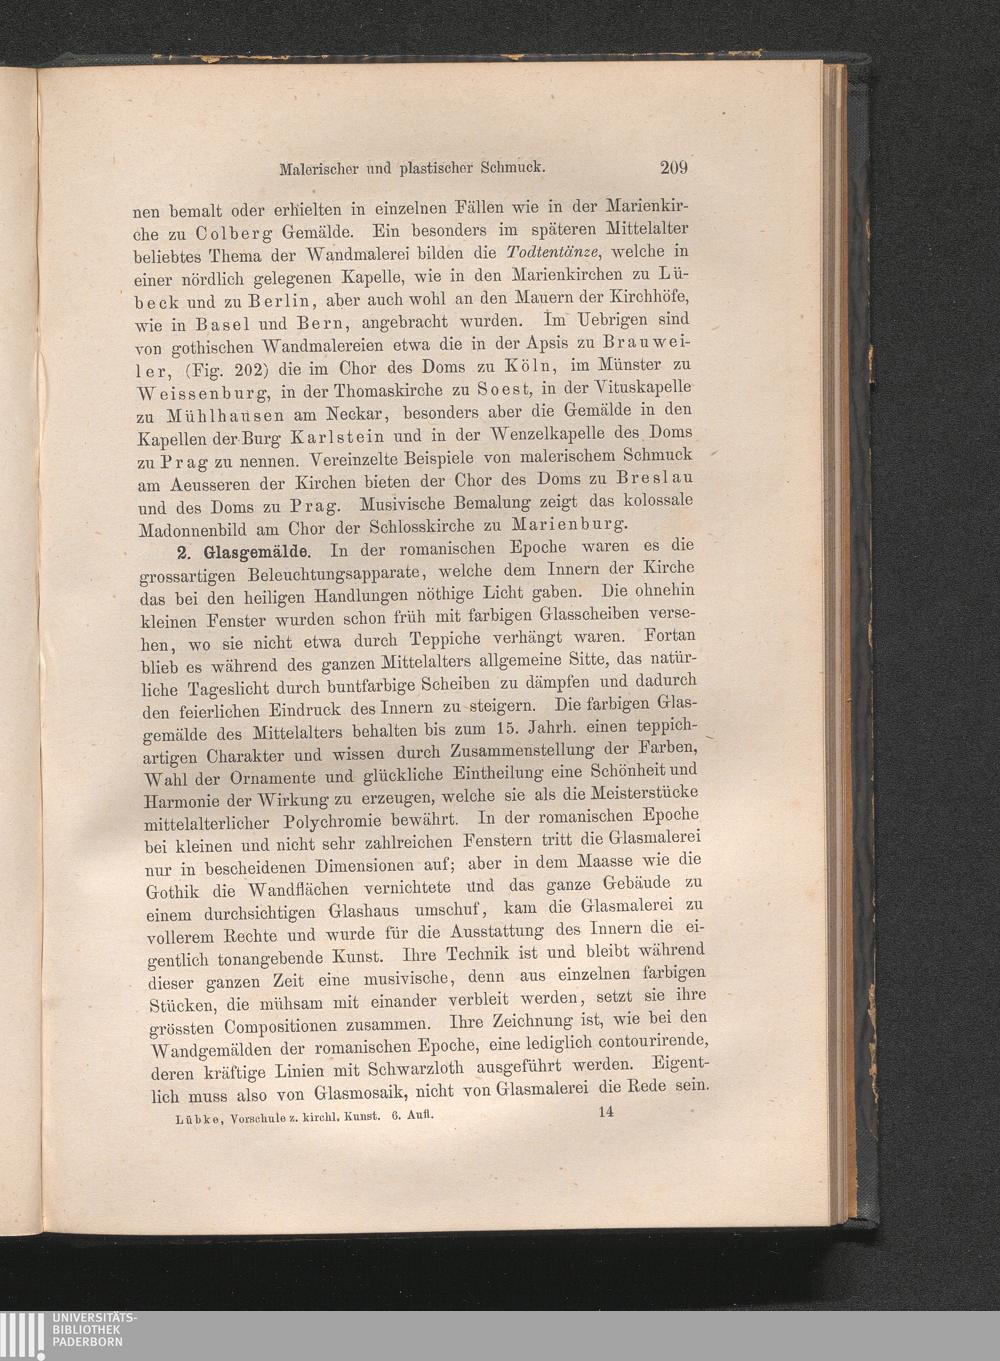 Malerischer und plastischer Schmuck. 209
nen bemalt oder erhielten in einzelnen Fällen wie in der Marienkir-
che zu Colberg Gemälde. Ein besonders im späteren Mittelalter
beliebtes Thema der Wandmalerei bilden die Todtentänze, welche in
einer nördlich gelegenen Kapelle, wie in den Marienkirchen zu Lü-
beck und zu Berlin, aber auch wohl an den Mauern der Kirchhöfe,
wie in Basel und Bern, angebracht wurden. Im Uebrigen sind
von gothischen Wandmalereien etwa die in der Apsis zu Brauwei-
ler, (Fig. 202) die im Chor des Doms zu Köln, im Münster zu
Weissenburg, in der Thomaskirche zu Soest, in der Vituskapelle
zu Mühlhausen am Neckar, besonders aber die Gemälde in den
Kapellen der Burg Karlstein und in der Wenzelkapelle des Doms
zu Prag zu nennen. Vereinzelte Beispiele von malerischem Schmuck
am Aeusseren der Kirchen bieten der Chor des Doms zu Breslau
und des Doms zu Prag. Musivische Bemalung zeigt das kolossale
Madonnenbild am Chor der Schlosskirche zu Marienburg.
2. Glasgemälde. In der romanischen Epoche waren es die
grossartigen Beleuchtungsapparate, welche dem Innern der Kirche
das bei den heiligen Handlungen nöthige Licht gaben. Die ohnehin
kleinen Fenster wurden schon früh mit farbigen Glasscheiben verse-
hen, wo sie nicht etwa durch Teppiche verhängt waren. Fortan
blieb es während des ganzen Mittelalters allgemeine Sitte, das natür-
liche Tageslicht durch buntfarbige Scheiben zu dämpfen und dadurch
den feierlichen Eindruck des Innern zu steigern. Die farbigen Glas-
gemälde des Mittelalters behalten bis zum 15. Jahrh. einen teppich-
artigen Charakter und wissen durch Zusammenstellung der Farben,
Wahl der Ornamente und glückliche Eintheilung eine Schönheit und
Harmonie der Wirkung zu erzeugen, welche sie als die Meisterstücke
mittelalterlicher Polychromie bewährt. In der romanischen Epoche
bei kleinen und nicht sehr zahlreichen Fenstern tritt die Glasmalerei
nur in bescheidenen Dimensionen auf; aber in dem Maasse wie die
Gothik die Wandflächen vernichtete und das ganze Gebäude zu
einem durchsichtigen Glashaus umschuf, kam die Glasmalerei zu
vollerem Rechte und wurde für die Ausstattung des Innern die ei-
gentlich tonangebende Kunst. Ihre Technik ist und bleibt während
dieser ganzen Zeit eine musivische, denn aus einzelnen farbigen
Stücken, die mühsam mit einander verbleit werden, setzt sie ihre
grössten Compositionen zusammen. Ihre Zeichnung ist, wie bei den
Wandgemälden der romanischen Epoche, eine lediglich contourirende,
deren kräftige Linien mit Schwarzloth ausgeführt werden. Eigent-
lich muss also von Glasmosaik, nicht von Glasmalerei die Rede sein.
Lübke, Vorschule z. kirchl. Kunst. 6. Aufl. 14
UNIVERSITÄTS-
BIBLIOTHEK
PADERBORN